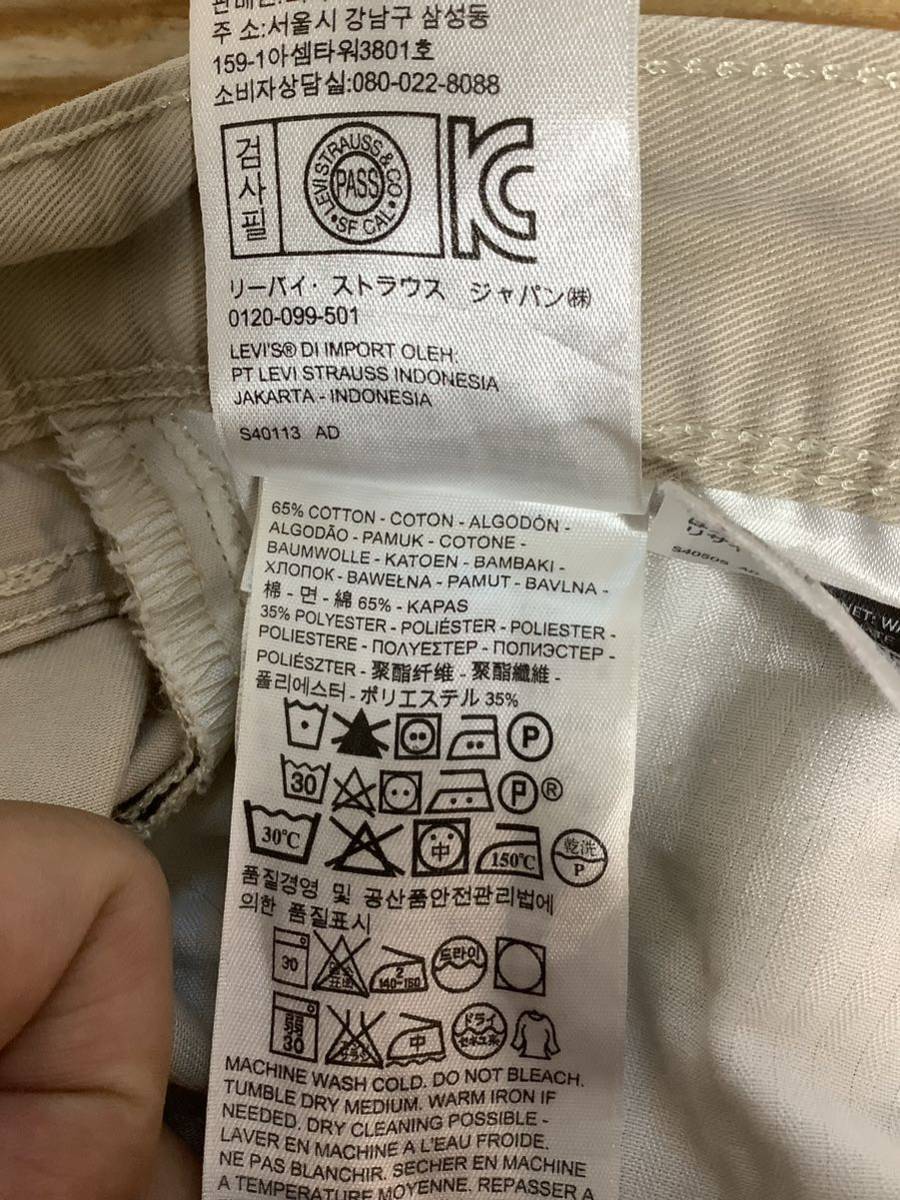 주 소:서울시 강남구 삼성동
159-1아셈타워3801호
소비자상담실:080-022-8088
검사필
LEVI STRAUSS & CO
PASS
SF CAL
KC
リーバイ・ストラウス ジャパン㈱
0120-099-501
LEVI'S® DI IMPORT OLEH:
PT LEVI STRAUSS INDONESIA
JAKARTA - INDONESIA
S40113 AD
65% COTTON - COTON - ALGODÓN -
ALGODÃO - PAMUK - COTONE -
BAUMWOLLE - KATOEN - BAMBAKI -
ХЛОПОК - BAWEŁNA - PAMUT - BAVLNA -
棉 - 면 - 綿 65% - KAPAS
35% POLYESTER - POLIÉSTER - POLIESTER -
POLIESTERE - ΠΟΛΥΕΣΤΕΡ - ПОЛИЭСТЕР -
POLIÉSZTER - 聚酯纤维 - 聚酯纖維 -
폴리에스터 - ポリエステル 35%
P
30 P®
30℃ 中 150℃ 乾洗 P
품질경영 및 공산품안전관리법에
의한 품질표시
30 2 140~160 드라이
弱 30 中 ドライ
MACHINE WASH COLD. DO NOT BLEACH.
TUMBLE DRY MEDIUM. WARM IRON IF
NEEDED. DRY CLEANING POSSIBLE -
LAVER EN MACHINE A L'EAU FROIDE.
NE PAS BLANCHIR. SECHER EN MACHINE
A TEMPERATURE MOYENNE. REPASSER A
S40505